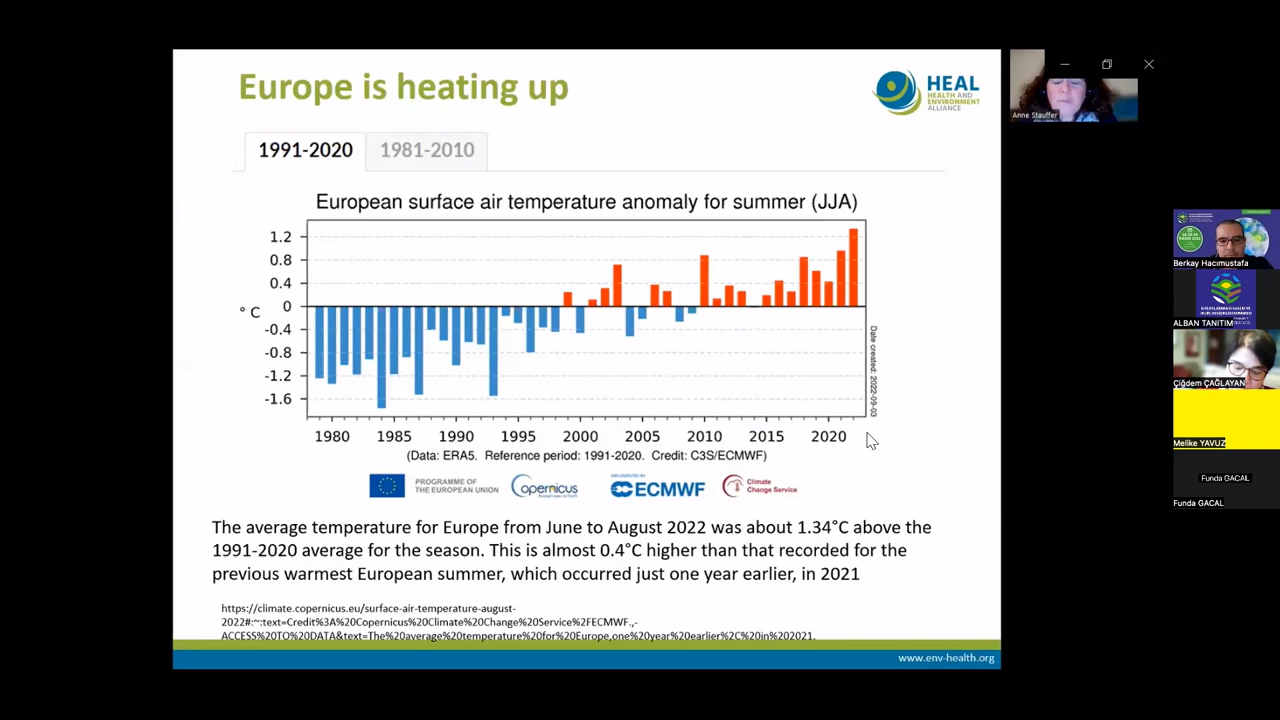 Europe is heating up
HEAL
HEALTH AND
ENVIRONMENT
ALLIANCE
1991-2020
1981-2010
European surface air temperature anomaly for summer (JJA)
1.2
0.8
0.4
0
-0.4
-0.8
-1.2
-1.6
° C
1980 1985 1990 1995 2000 2005 2010 2015 2020
Date created: 2022-09-03
(Data: ERA5. Reference period: 1991-2020. Credit: C3S/ECMWF)
PROGRAMME OF
THE EUROPEAN UNION
opernicus
IMPLEMENTED BY
ECMWF
Climate
Change Service
The average temperature for Europe from June to August 2022 was about 1.34°C above the
1991-2020 average for the season. This is almost 0.4°C higher than that recorded for the
previous warmest European summer, which occurred just one year earlier, in 2021
https://climate.copernicus.eu/surface-air-temperature-august-
2022#:~:text=Credit%3A%20Copernicus%20Climate%20Change%20Service%2FECMWF.,-
ACCESS%20TO%20DATA&text=The%20average%20temperature%20for%20Europe,one%20year%20earlier%2C%20in%202021.
www.env-health.org
Anne Stauffer
Berkay Hacımustafa
ALBAN TANITIM
Çiğdem ÇAĞLAYAN
Melike YAVUZ
Funda GACAL
Funda GACAL